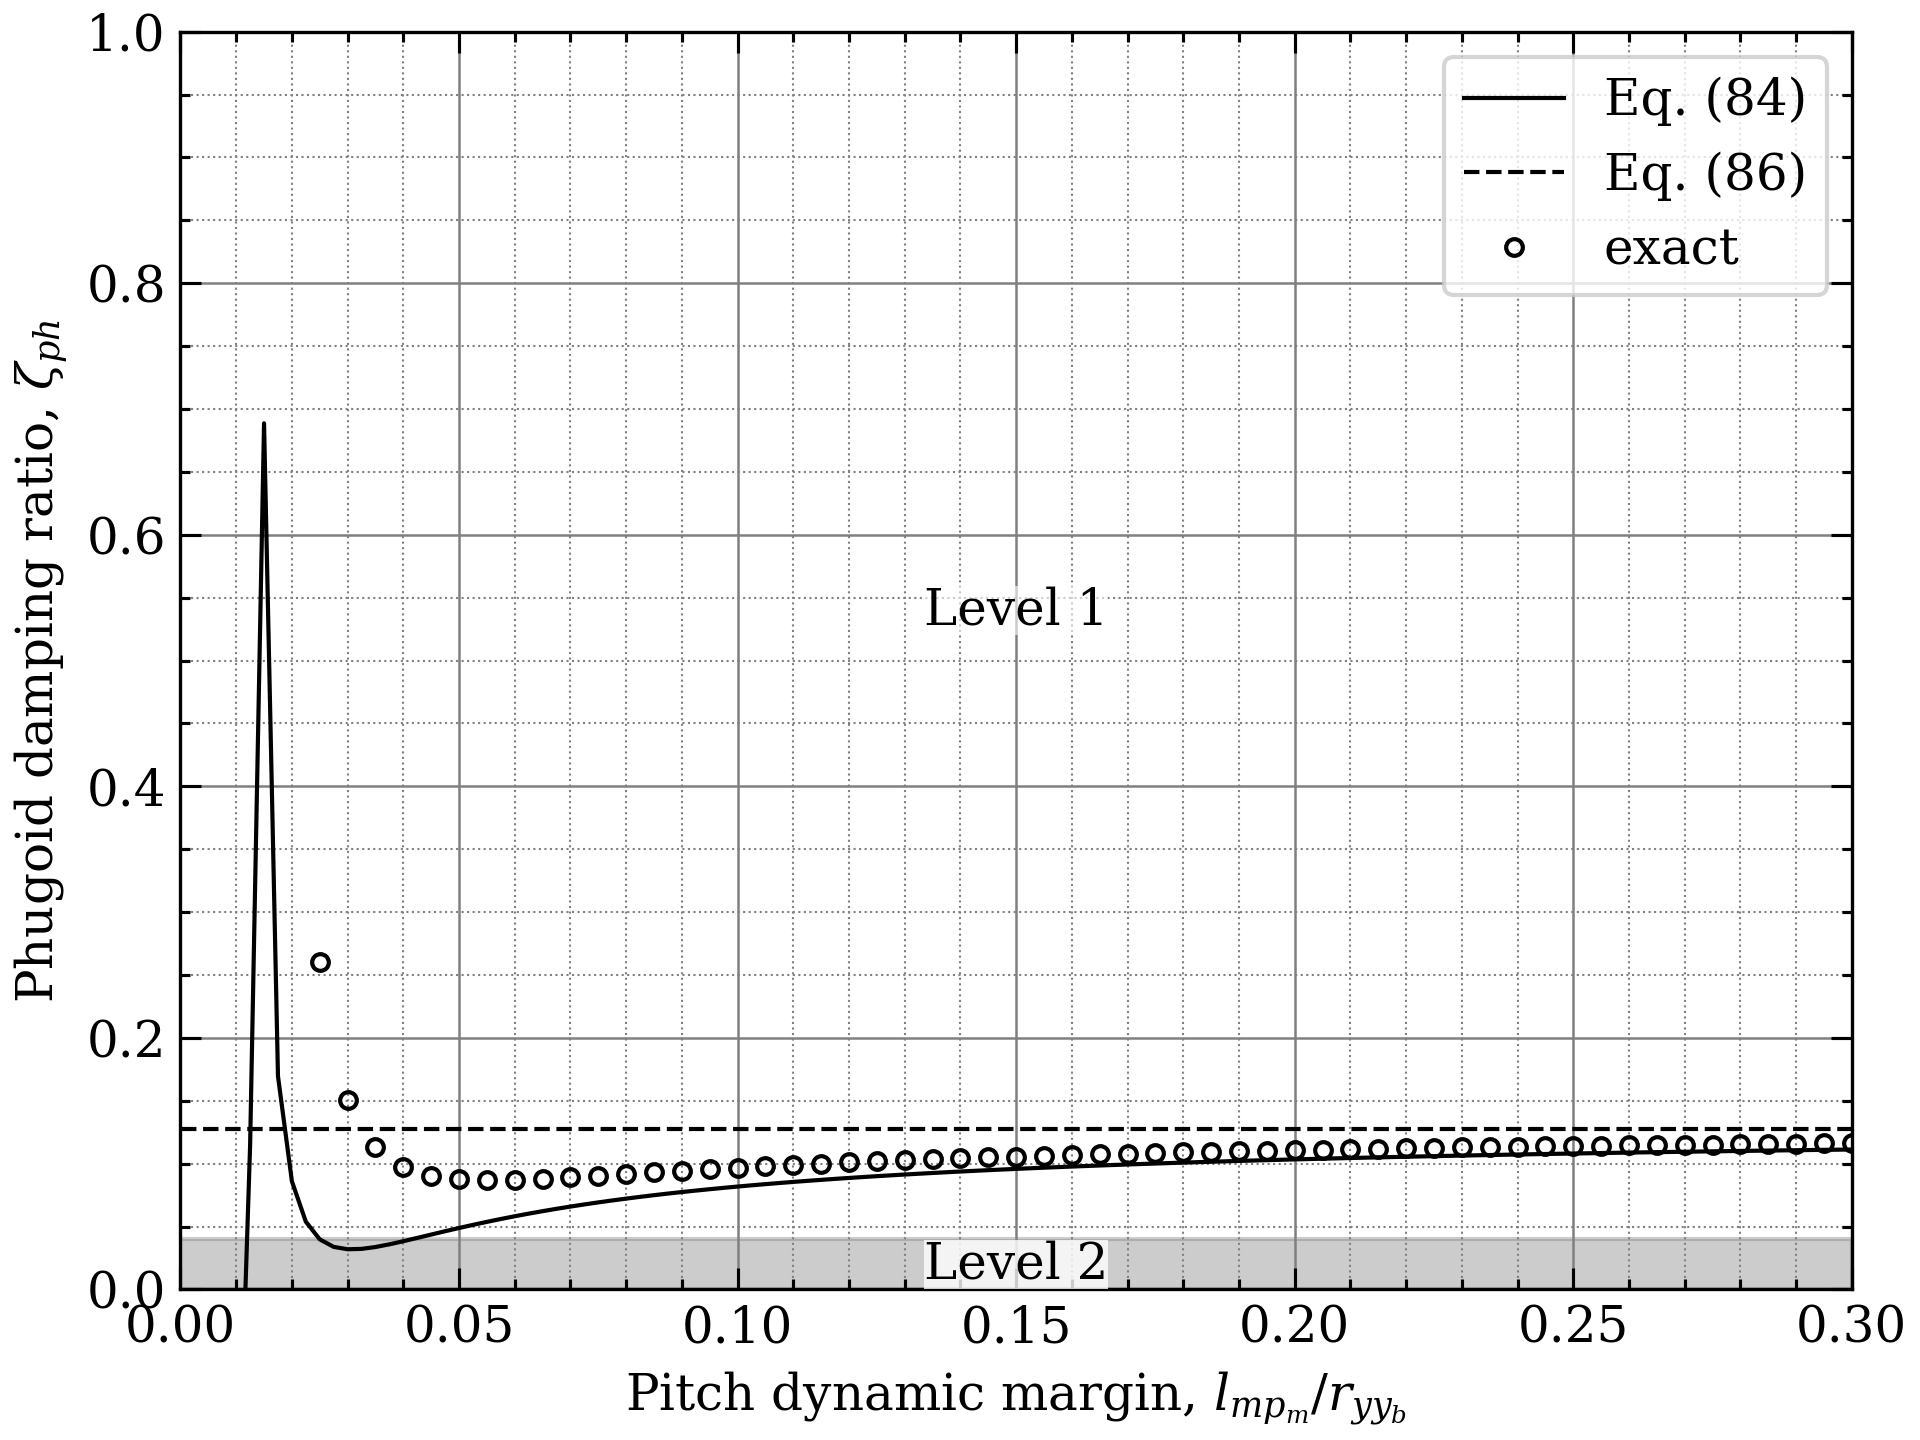 1.0
0.8
0.6
0.4
0.2
0.0
Phugoid damping ratio, ζph
Eq. (84)
Eq. (86)
exact
Level 1
Level 2
0.00 0.05 0.10 0.15 0.20 0.25 0.30
Pitch dynamic margin, lmpm/ryyb